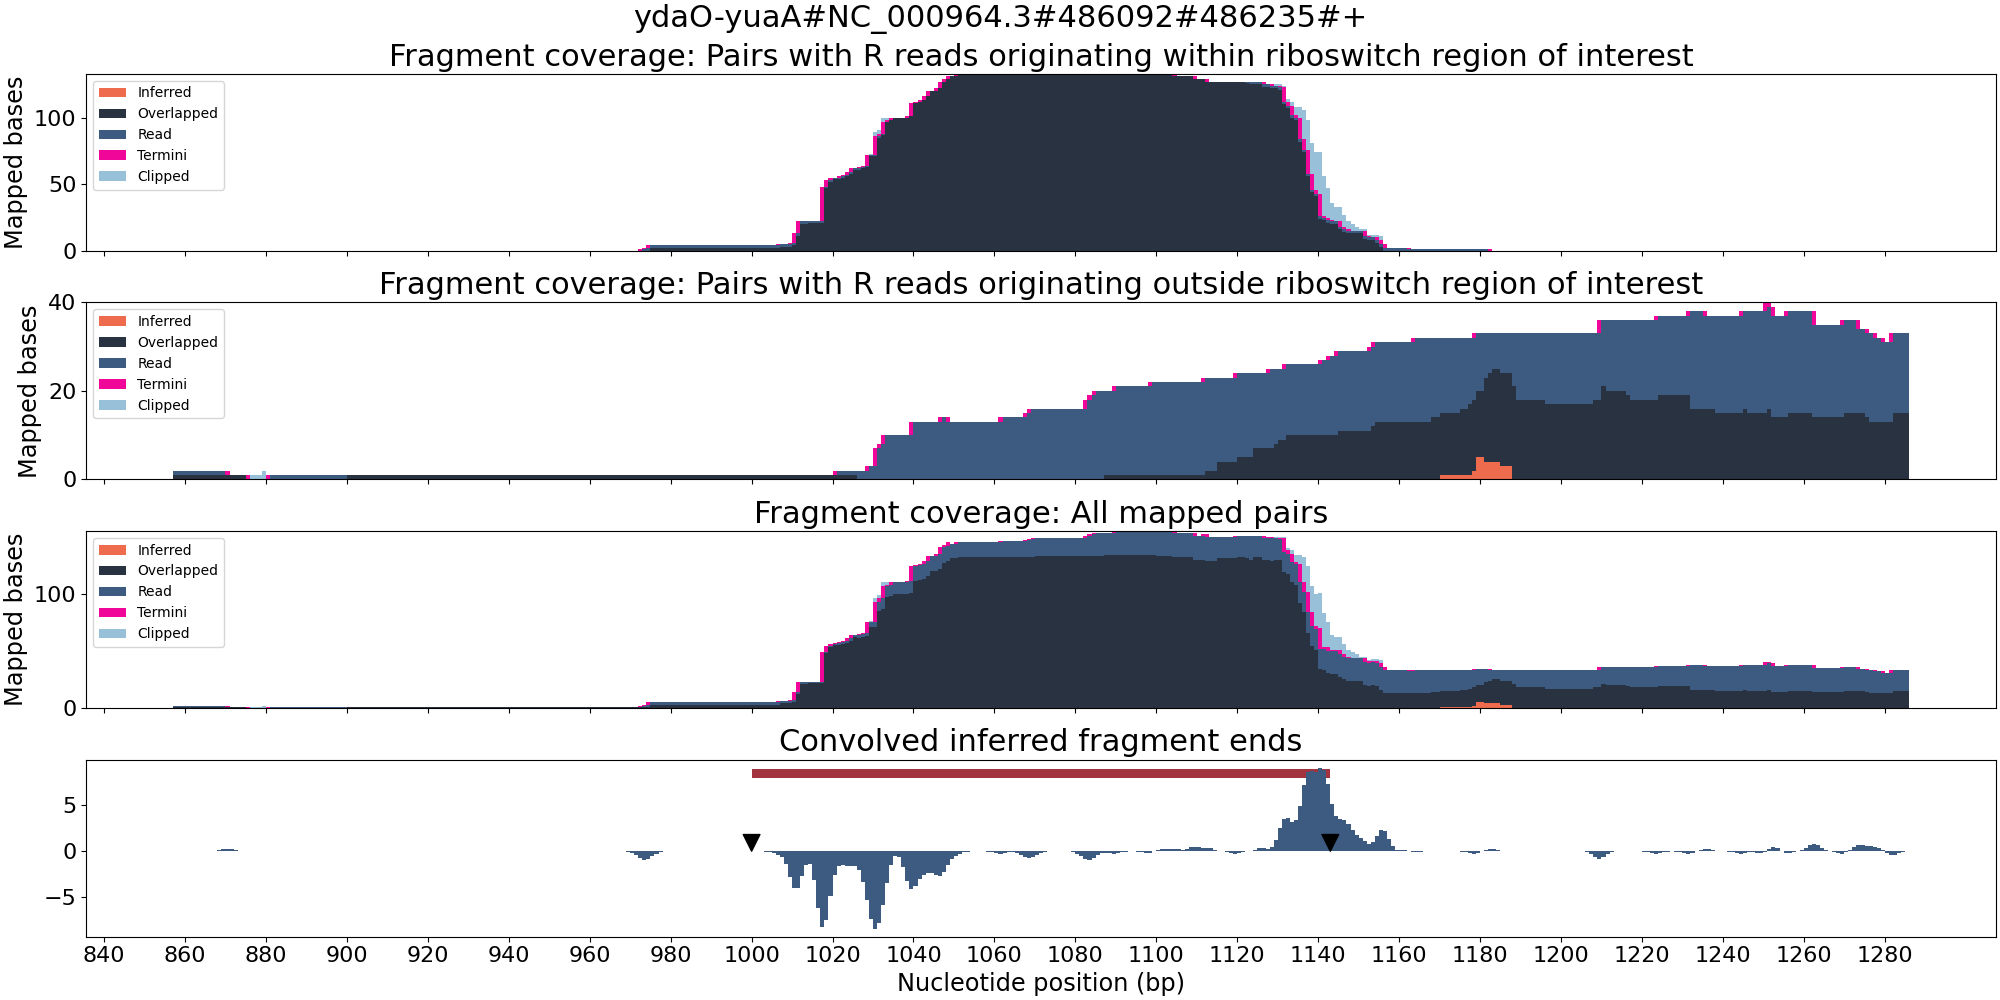 ydaO-yuaA#NC_000964.3#486092#486235#+
Fragment coverage: Pairs with R reads originating within riboswitch region of interest
Mapped bases
100
50
0
Inferred
Overlapped
Read
Termini
Clipped
Fragment coverage: Pairs with R reads originating outside riboswitch region of interest
Mapped bases
40
20
0
Inferred
Overlapped
Read
Termini
Clipped
Fragment coverage: All mapped pairs
Mapped bases
100
0
Inferred
Overlapped
Read
Termini
Clipped
Convolved inferred fragment ends
5
0
−5
840 860 880 900 920 940 960 980 1000 1020 1040 1060 1080 1100 1120 1140 1160 1180 1200 1220 1240 1260 1280
Nucleotide position (bp)